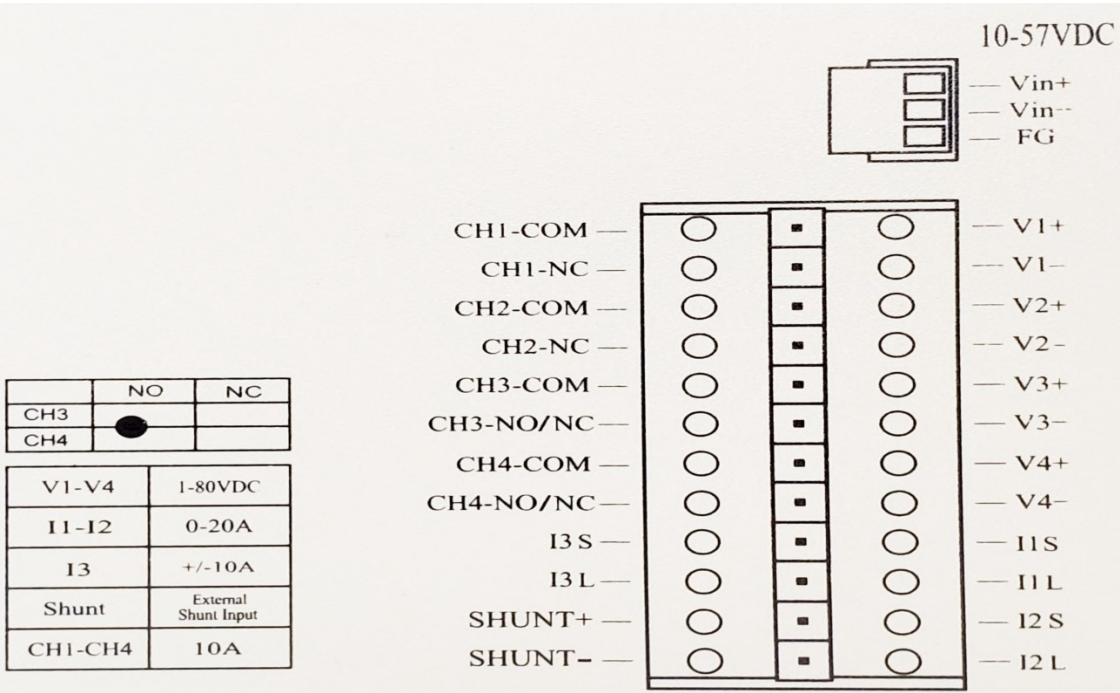 10-57VDC
Vin+
Vin--
FG
CH1-COM V1+
CH1-NC V1-
CH2-COM V2+
CH2-NC V2-
CH3-COM V3+
CH3-NO/NC V3-
CH4-COM V4+
CH4-NO/NC V4-
I3 S I1 S
I3 L I1 L
SHUNT+ I2 S
SHUNT- I2 L
NO NC
CH3
CH4
V1-V4 1-80VDC
I1-I2 0-20A
I3 +/-10A
Shunt External
Shunt Input
CH1-CH4 10A